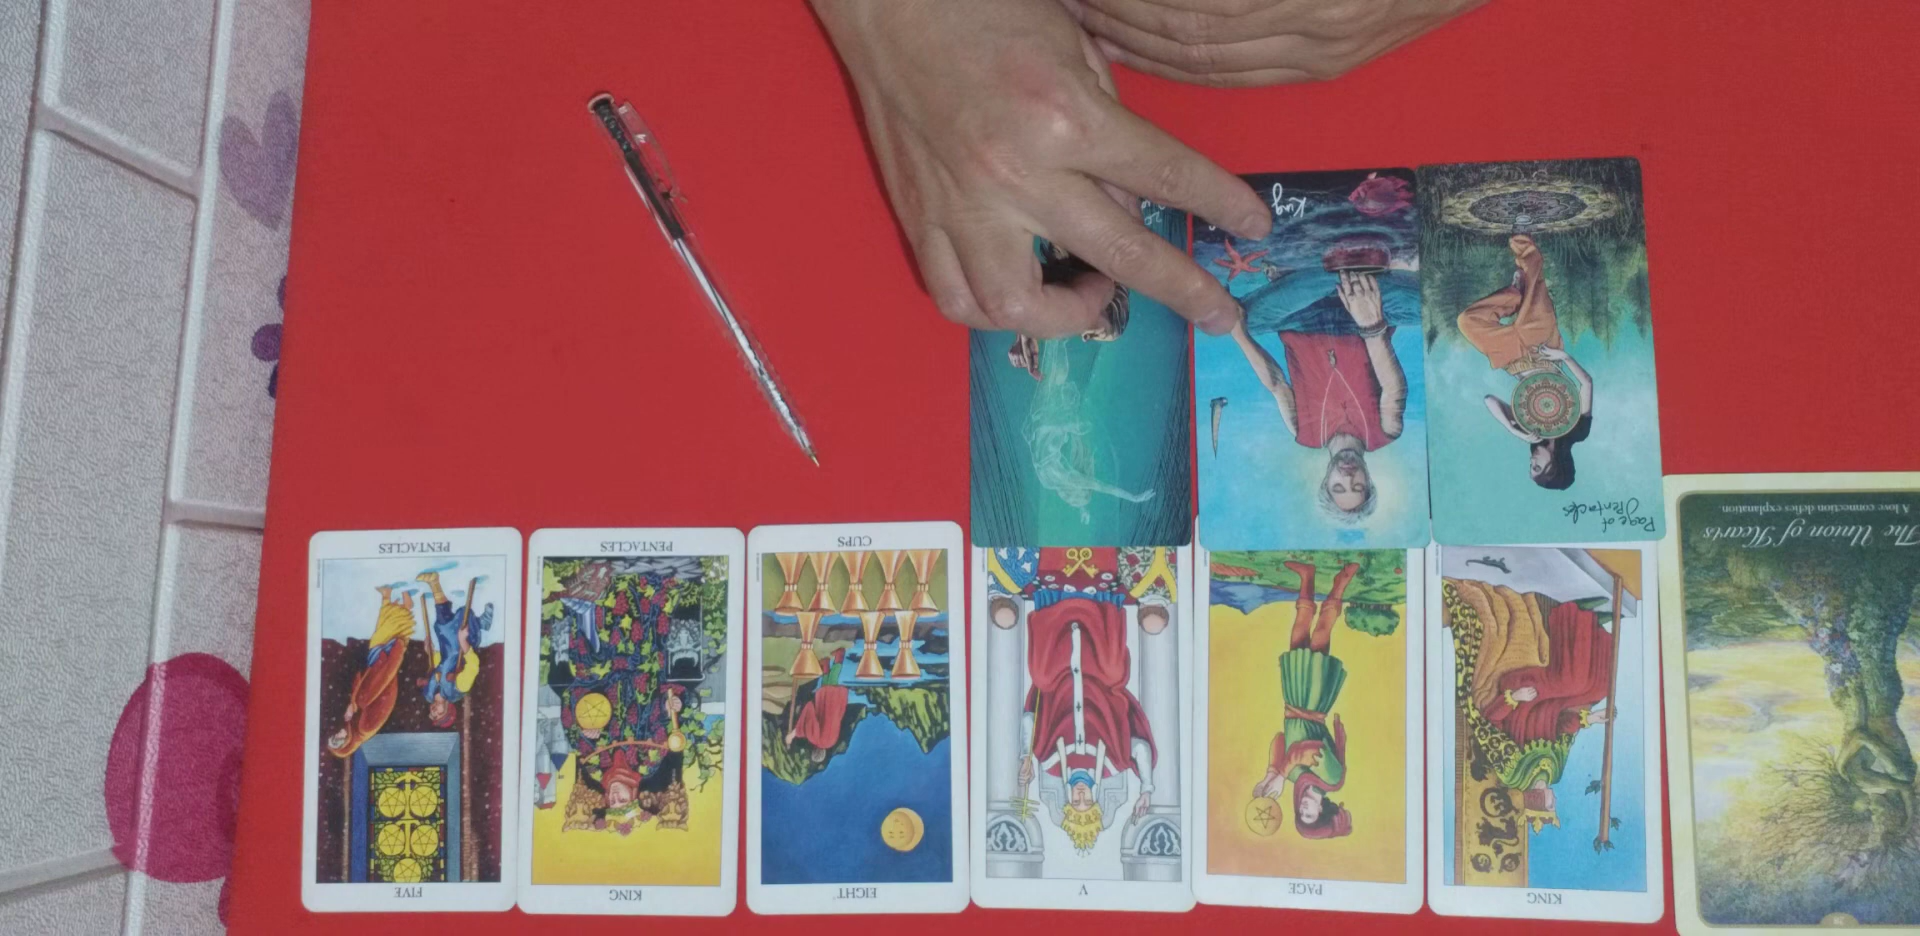 PENTACLES
FIVE
PENTACLES
KING
CUPS
EIGHT
V
PAGE
KING
King
Page of
Pentacles
The Union of Hearts
A love connection defies explanation.